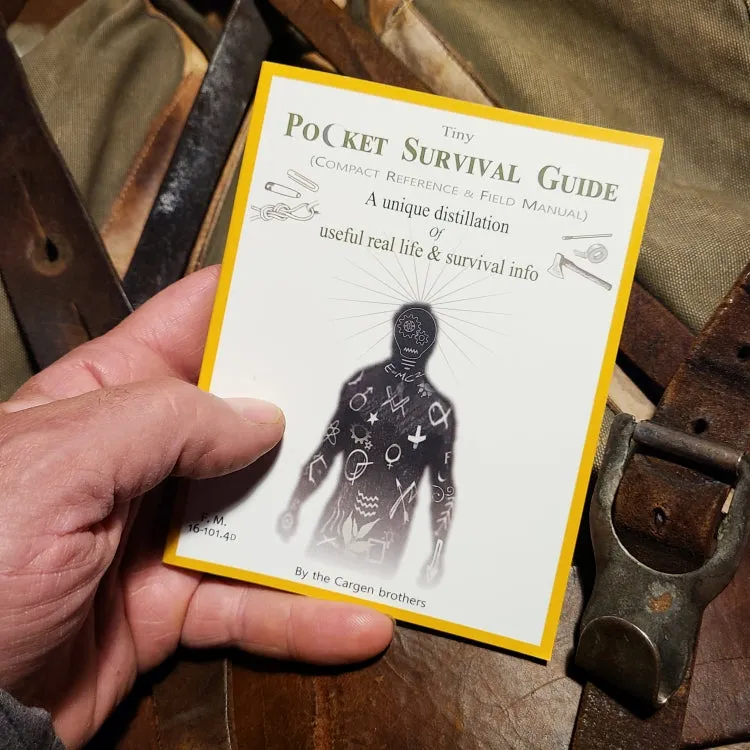 Tiny
POCKET SURVIVAL GUIDE
(COMPACT REFERENCE & FIELD MANUAL)
A unique distillation
Of
useful real life & survival info
E=MC²
F
F. M.
16-101.4D
By the Cargen brothers